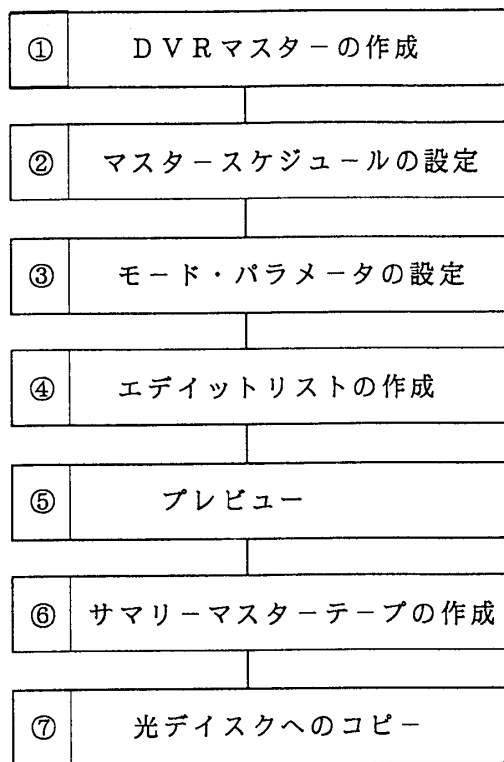 ① DVRマスターの作成
② マスタースケジュールの設定
③ モード・パラメータの設定
④ エデイットリストの作成
⑤ プレビュー
⑥ サマリーマスターテープの作成
⑦ 光デイスクへのコピー